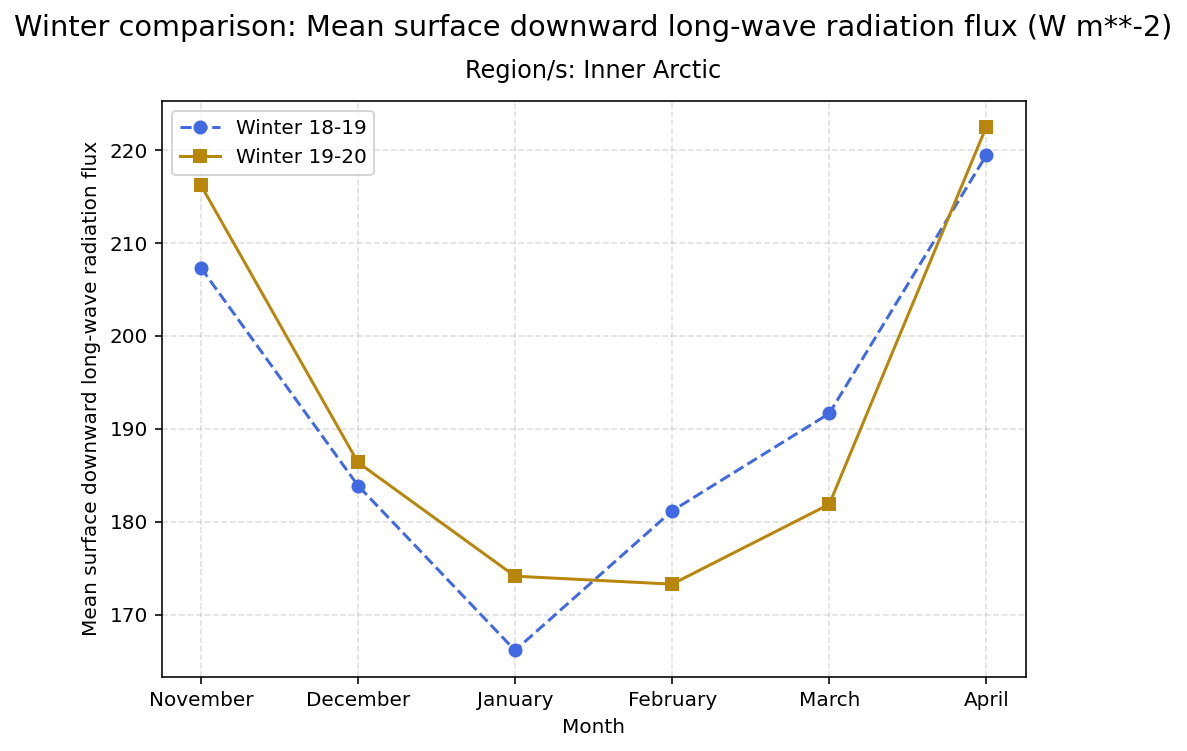 Winter comparison: Mean surface downward long-wave radiation flux (W m**-2)
Region/s: Inner Arctic
Winter 18-19
Winter 19-20
Mean surface downward long-wave radiation flux
220
210
200
190
180
170
November December January February March April
Month